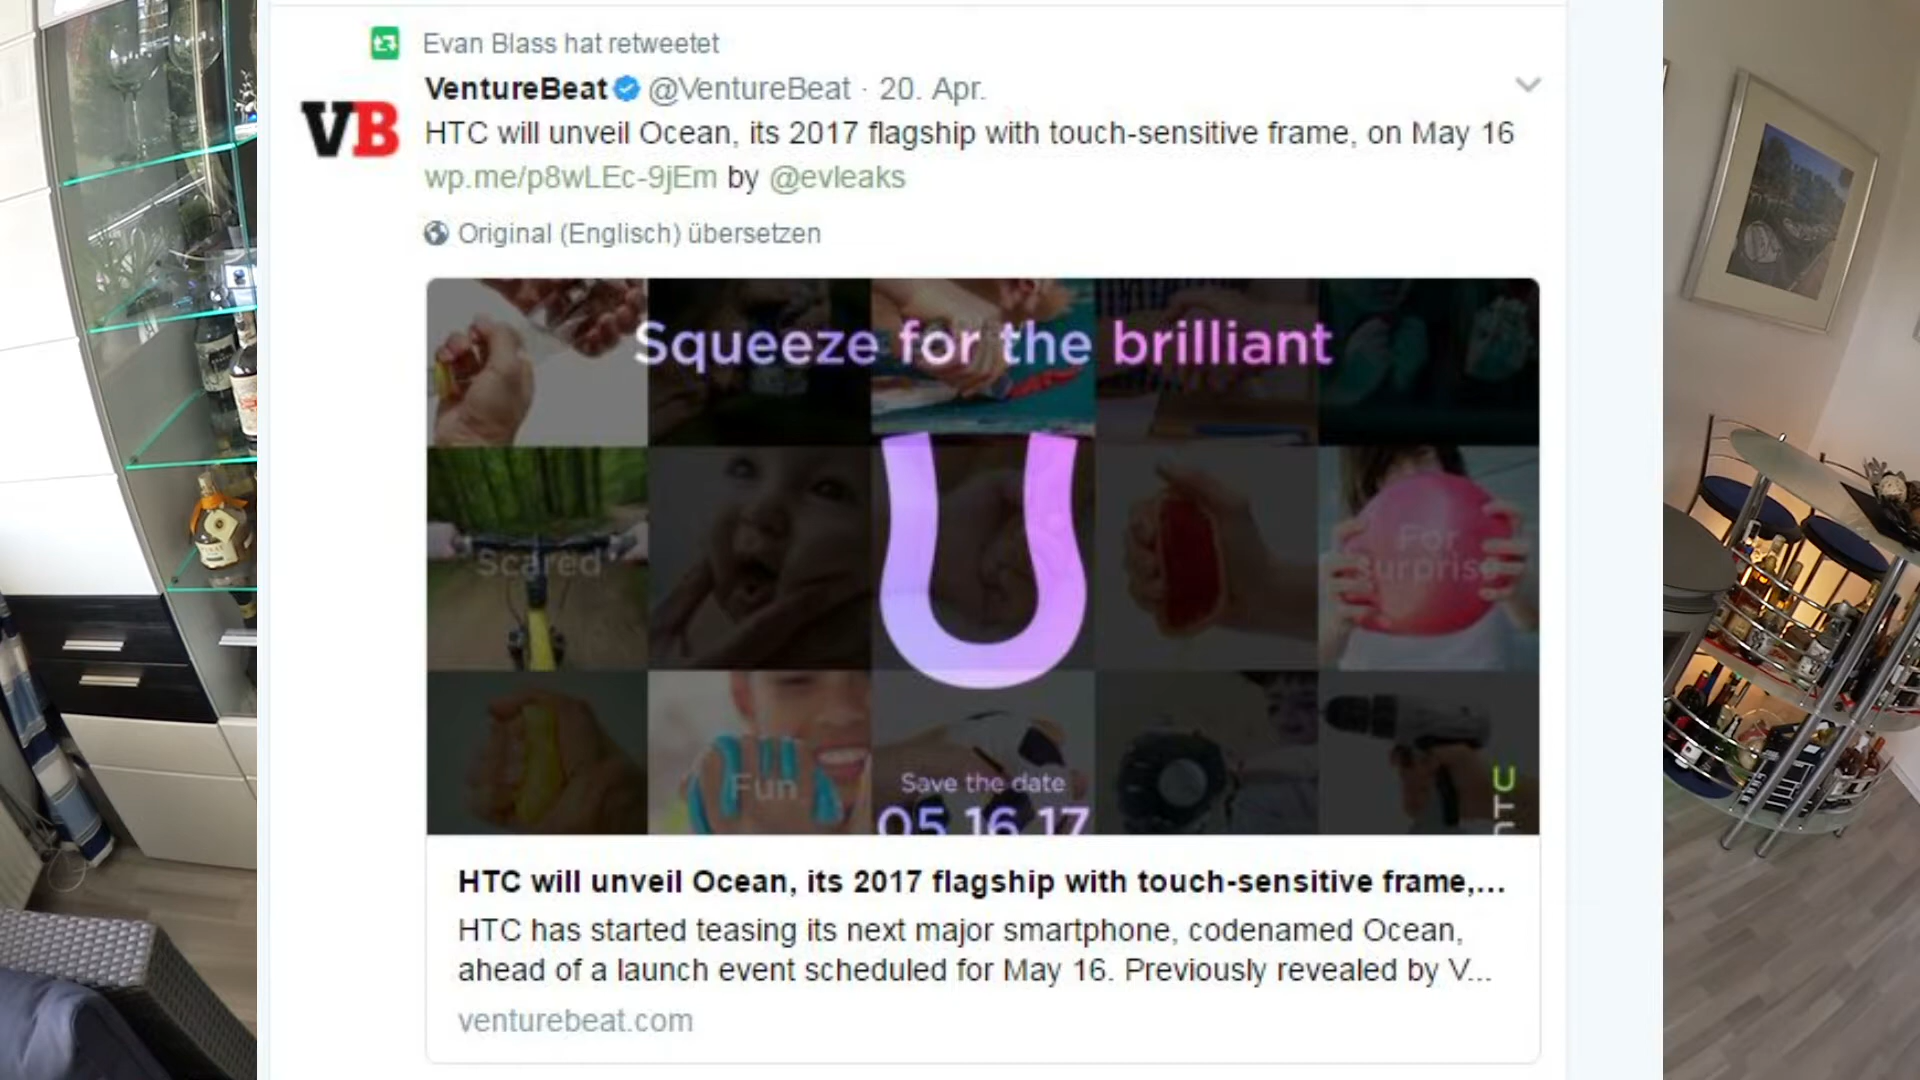 Evan Blass hat retweetet
VentureBeat @VentureBeat · 20. Apr.
VB
HTC will unveil Ocean, its 2017 flagship with touch-sensitive frame, on May 16
wp.me/p8wLEc-9jEm by @evleaks
Original (Englisch) übersetzen
Squeeze for the brilliant
U
Scared
For
Surprise
Fun
Save the date
05 16 17
HTC will unveil Ocean, its 2017 flagship with touch-sensitive frame,...
HTC has started teasing its next major smartphone, codenamed Ocean,
ahead of a launch event scheduled for May 16. Previously revealed by V...
venturebeat.com